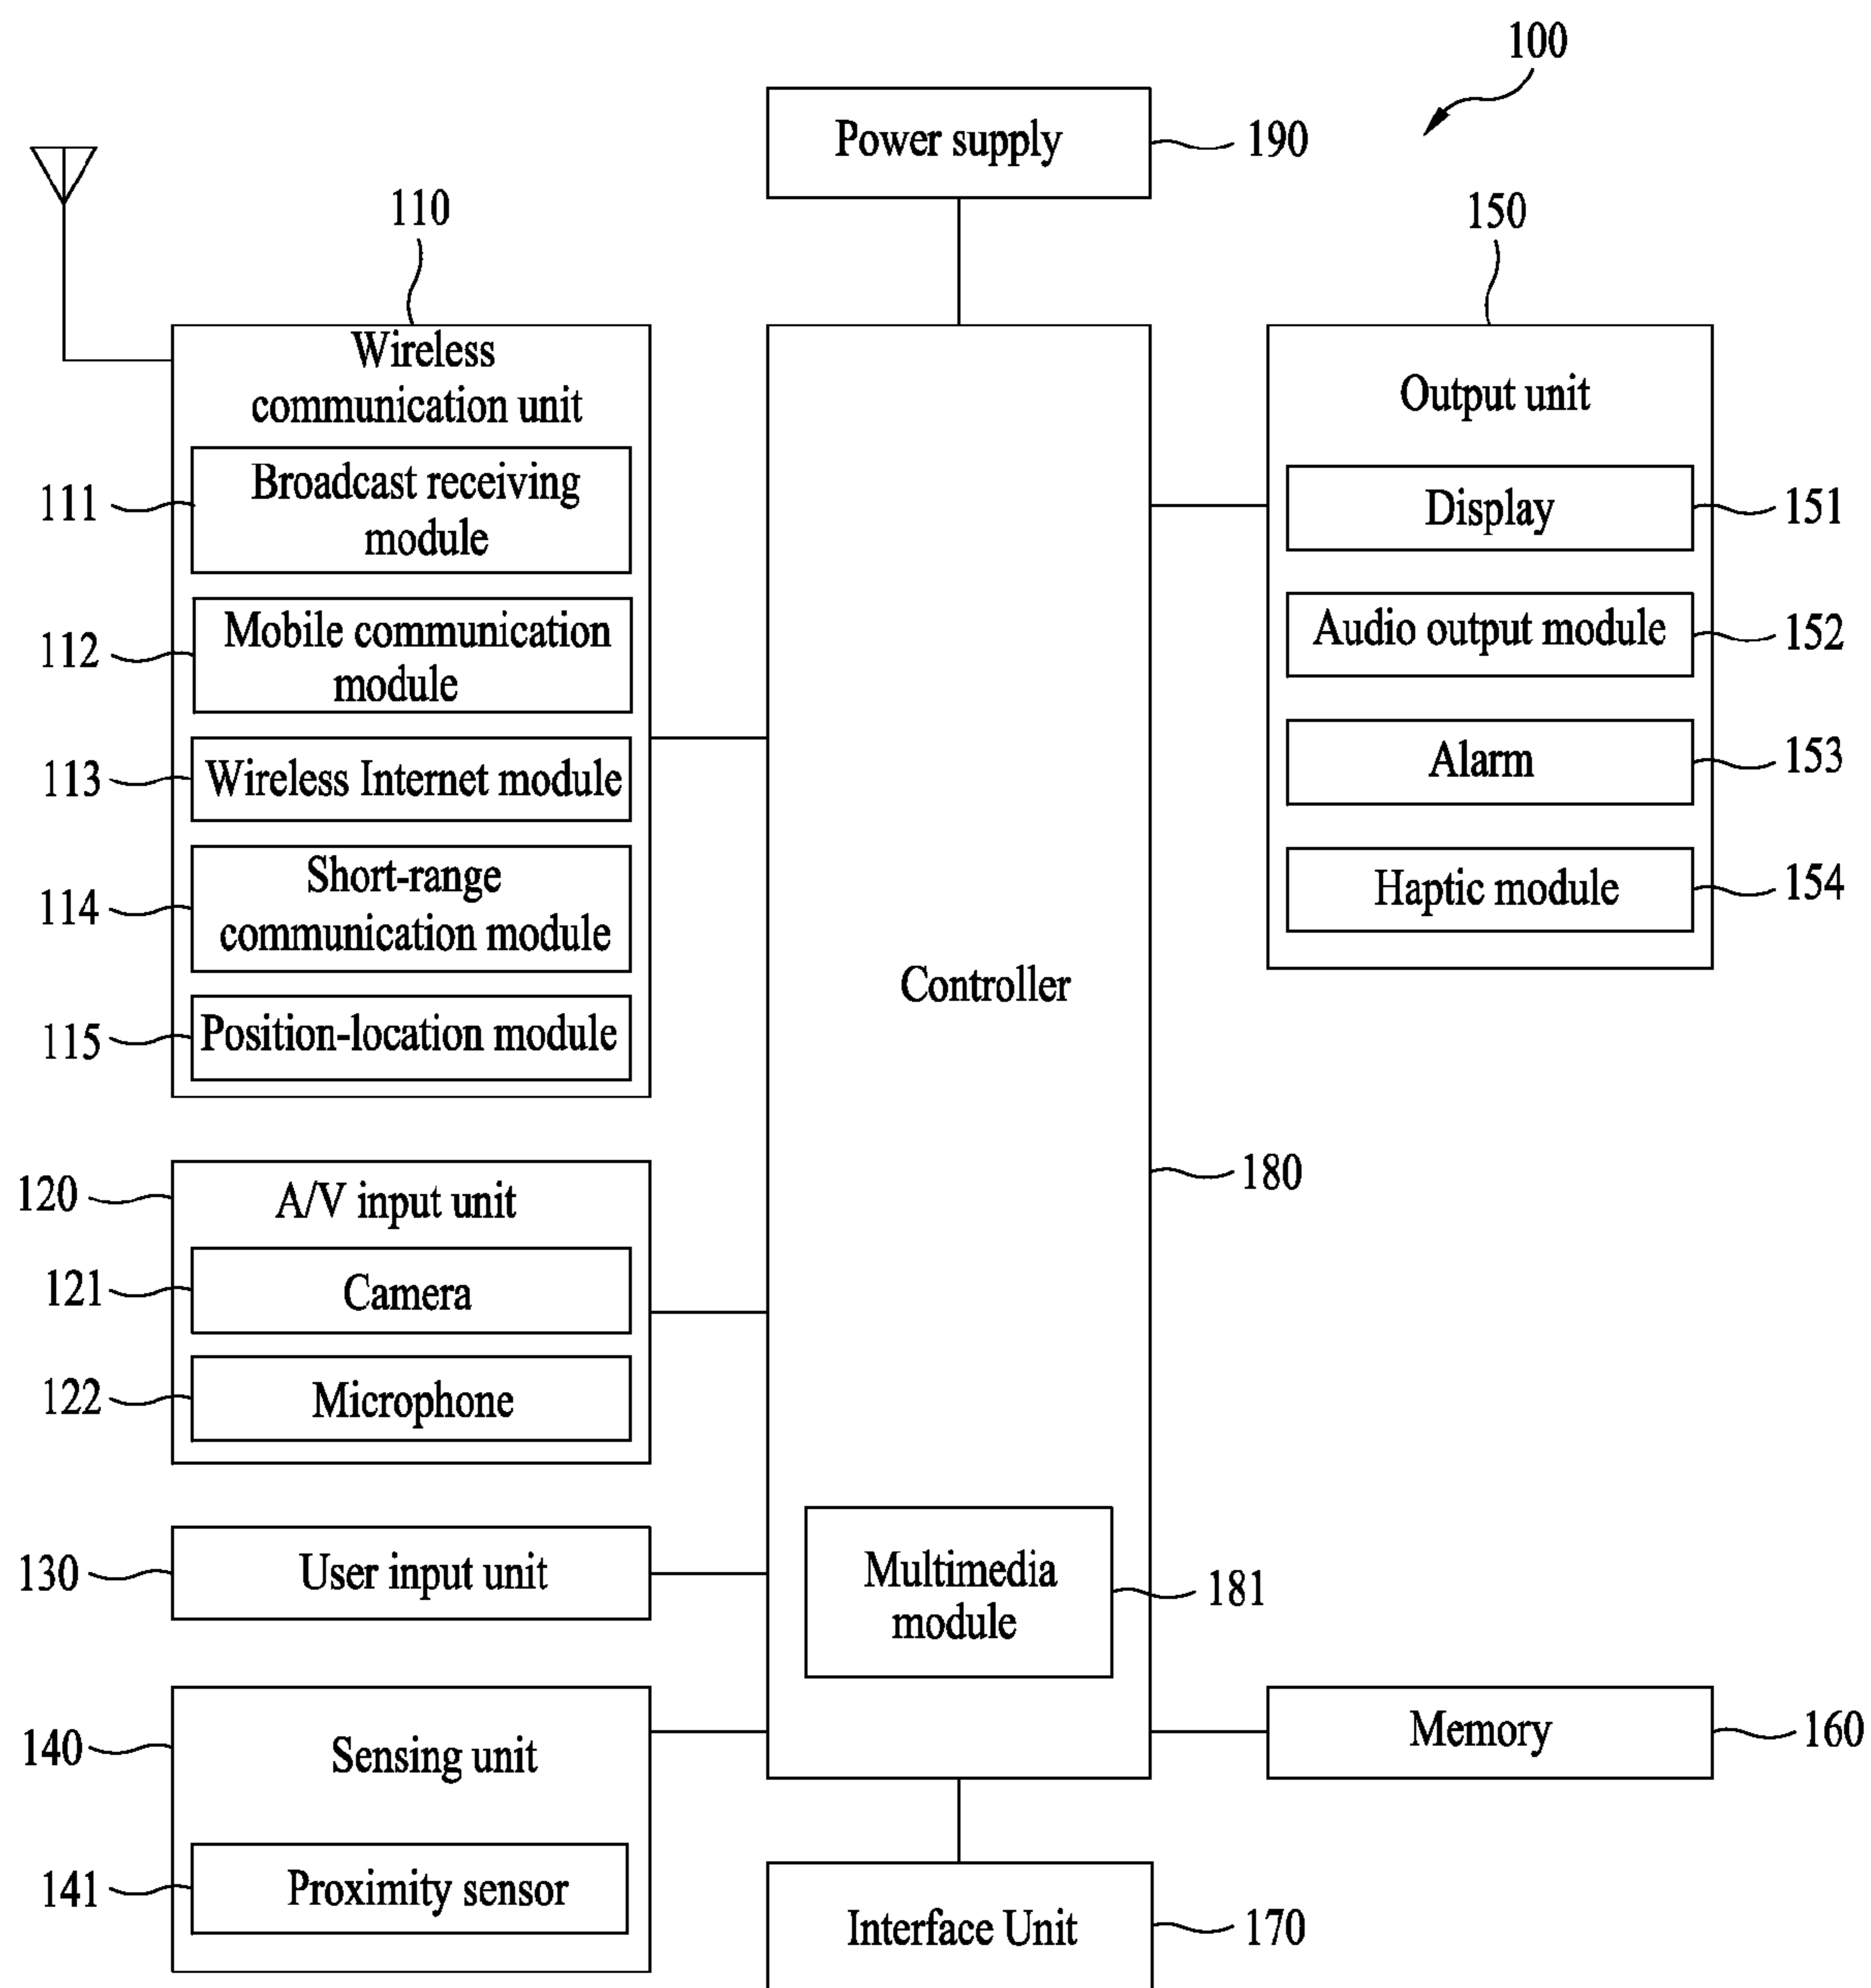 100
Power supply
190
110
150
Wireless
communication unit
Output unit
111
Broadcast receiving
module
Display
151
112
Mobile communication
module
Audio output module
152
113
Wireless Internet module
Alarm
153
114
Short-range
communication module
Haptic module
154
Controller
115
Position-location module
120
A/V input unit
180
121
Camera
122
Microphone
130
User input unit
Multimedia
module
181
140
Sensing unit
Memory
160
141
Proximity sensor
Interface Unit
170